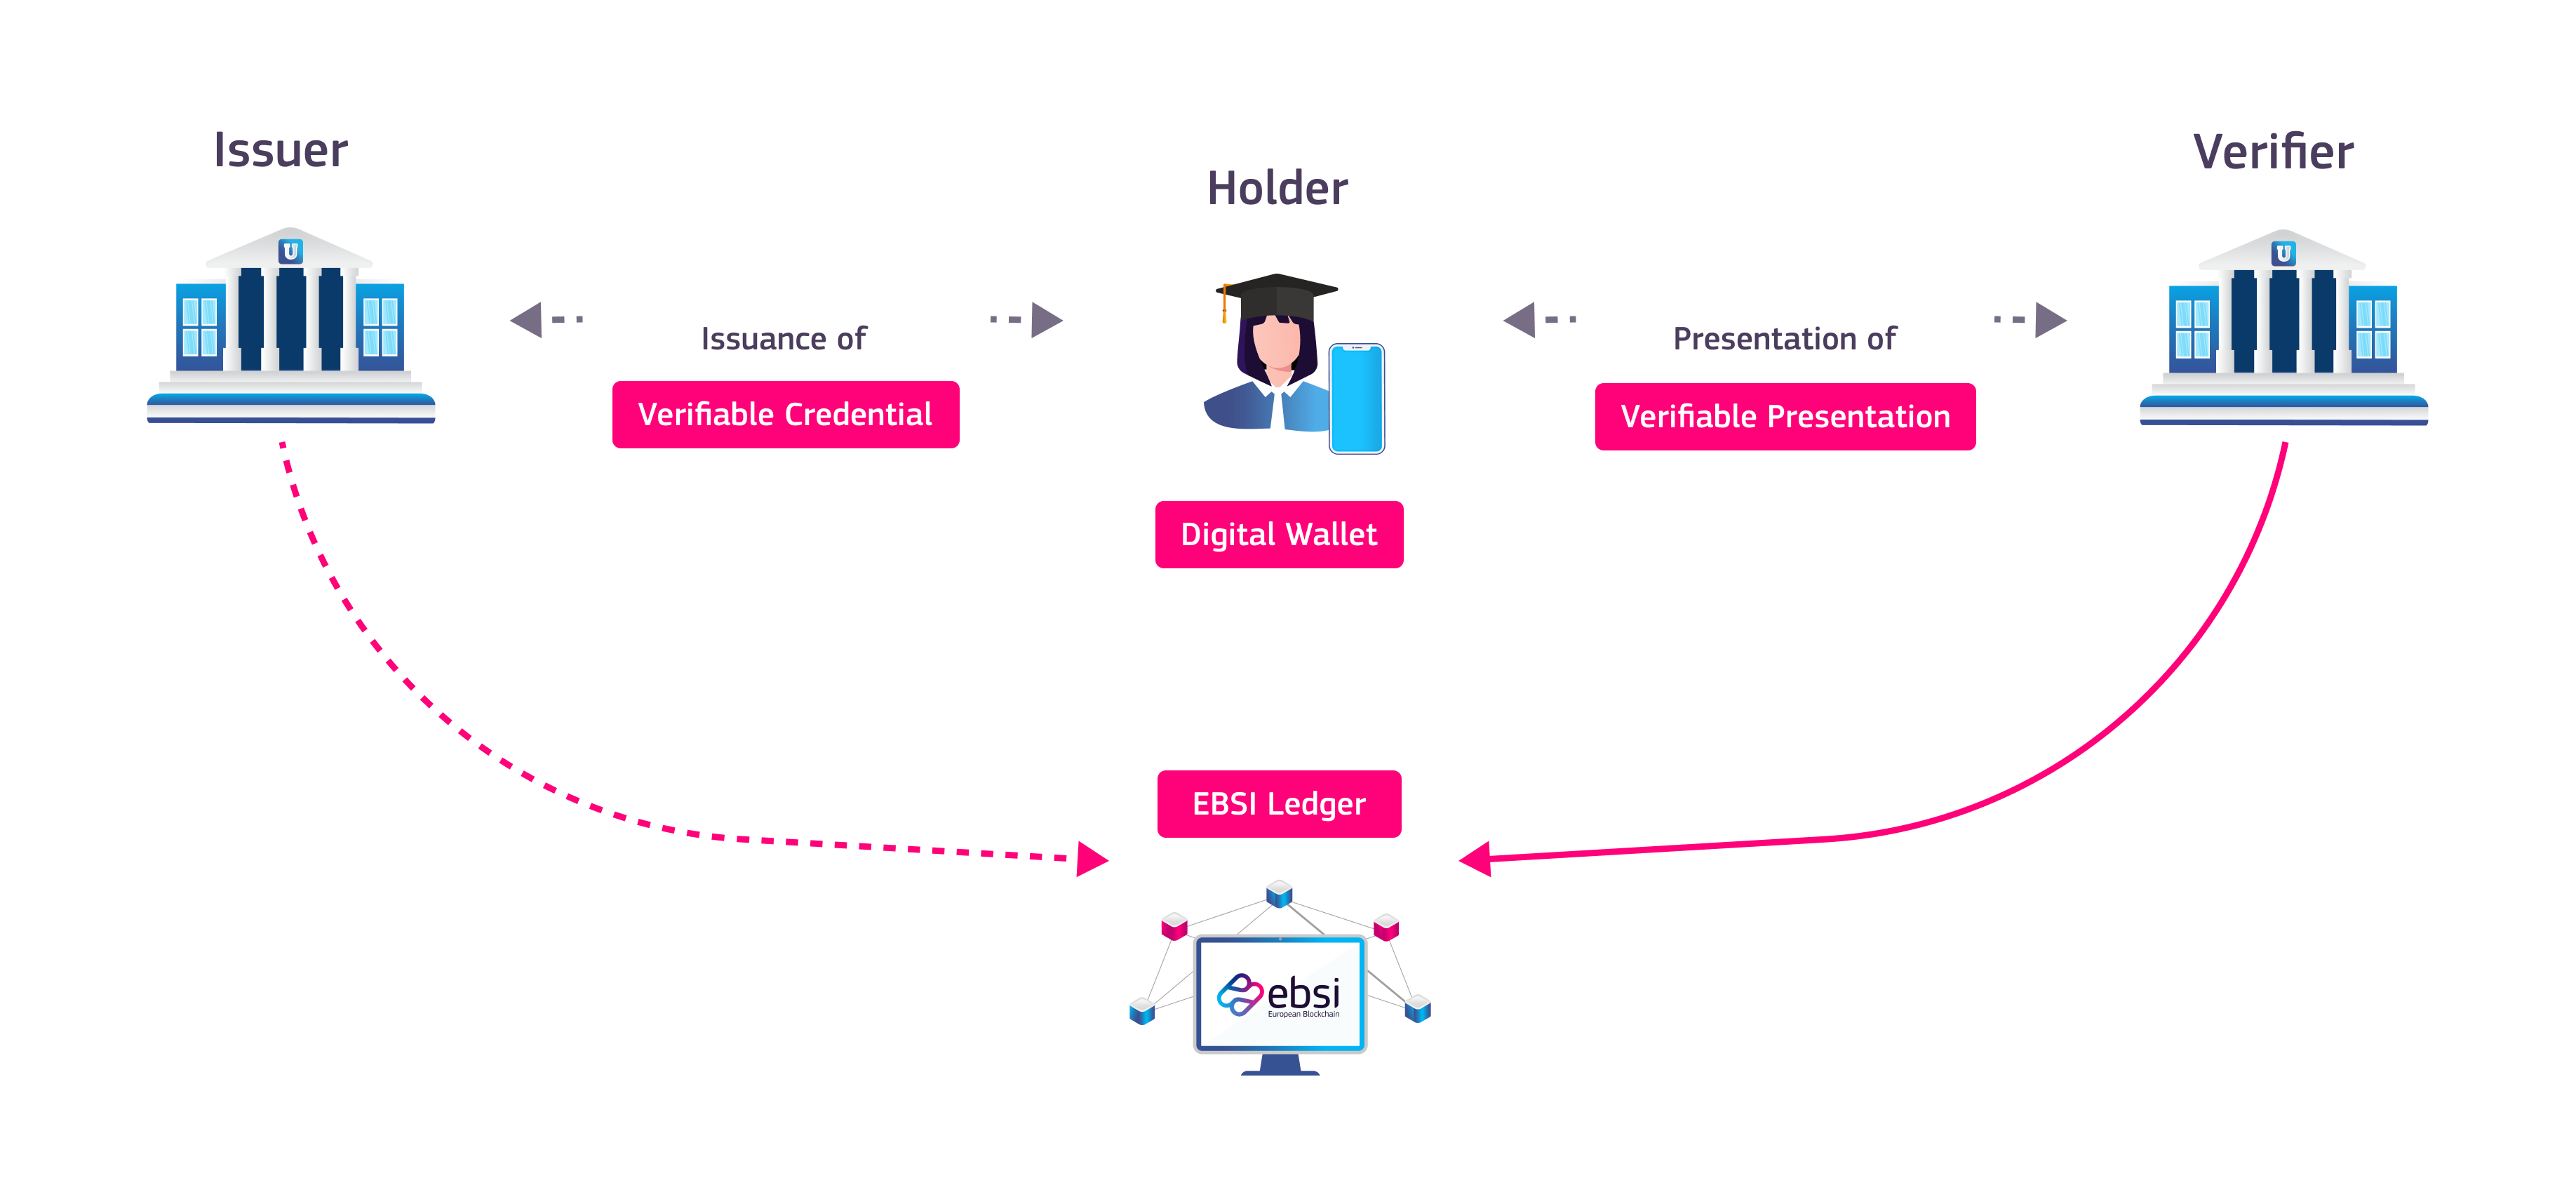 Issuer
Holder
Verifier
U
U
Issuance of
Verifiable Credential
Presentation of
Verifiable Presentation
Digital Wallet
EBSI Ledger
ebsi
European Blockchain